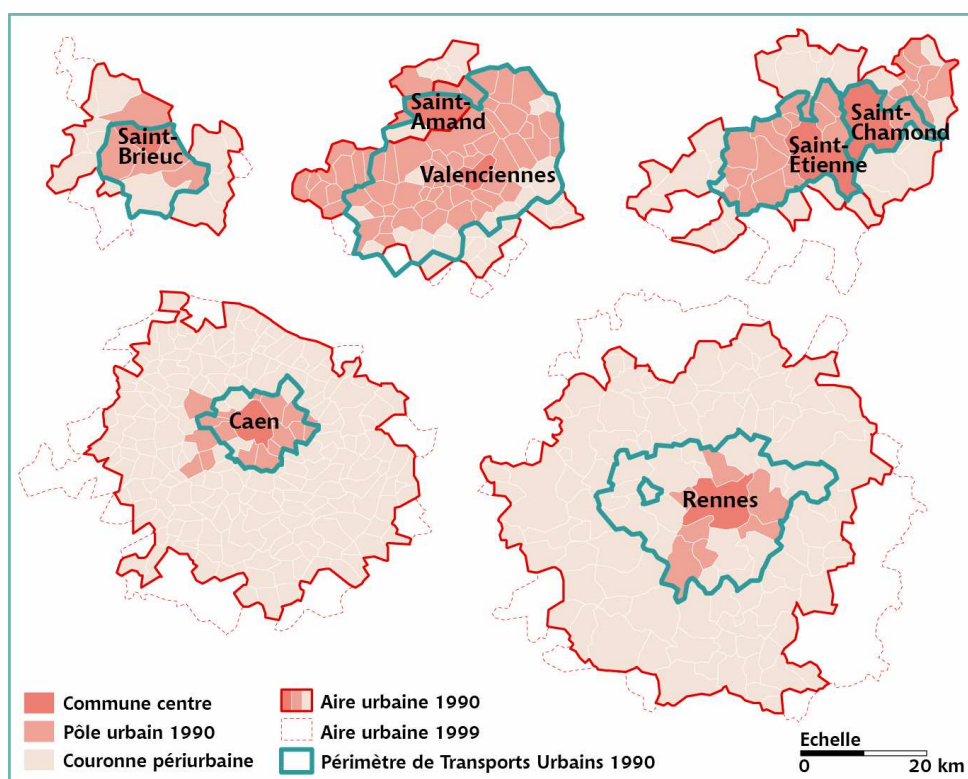 Saint-
Brieuc
Saint-
Amand
Valenciennes
Saint-
Étienne
Saint-
Chamond
Caen
Rennes
Commune centre
Pôle urbain 1990
Couronne périurbaine
Aire urbaine 1990
Aire urbaine 1999
Périmètre de Transports Urbains 1990
Echelle
0 20 km